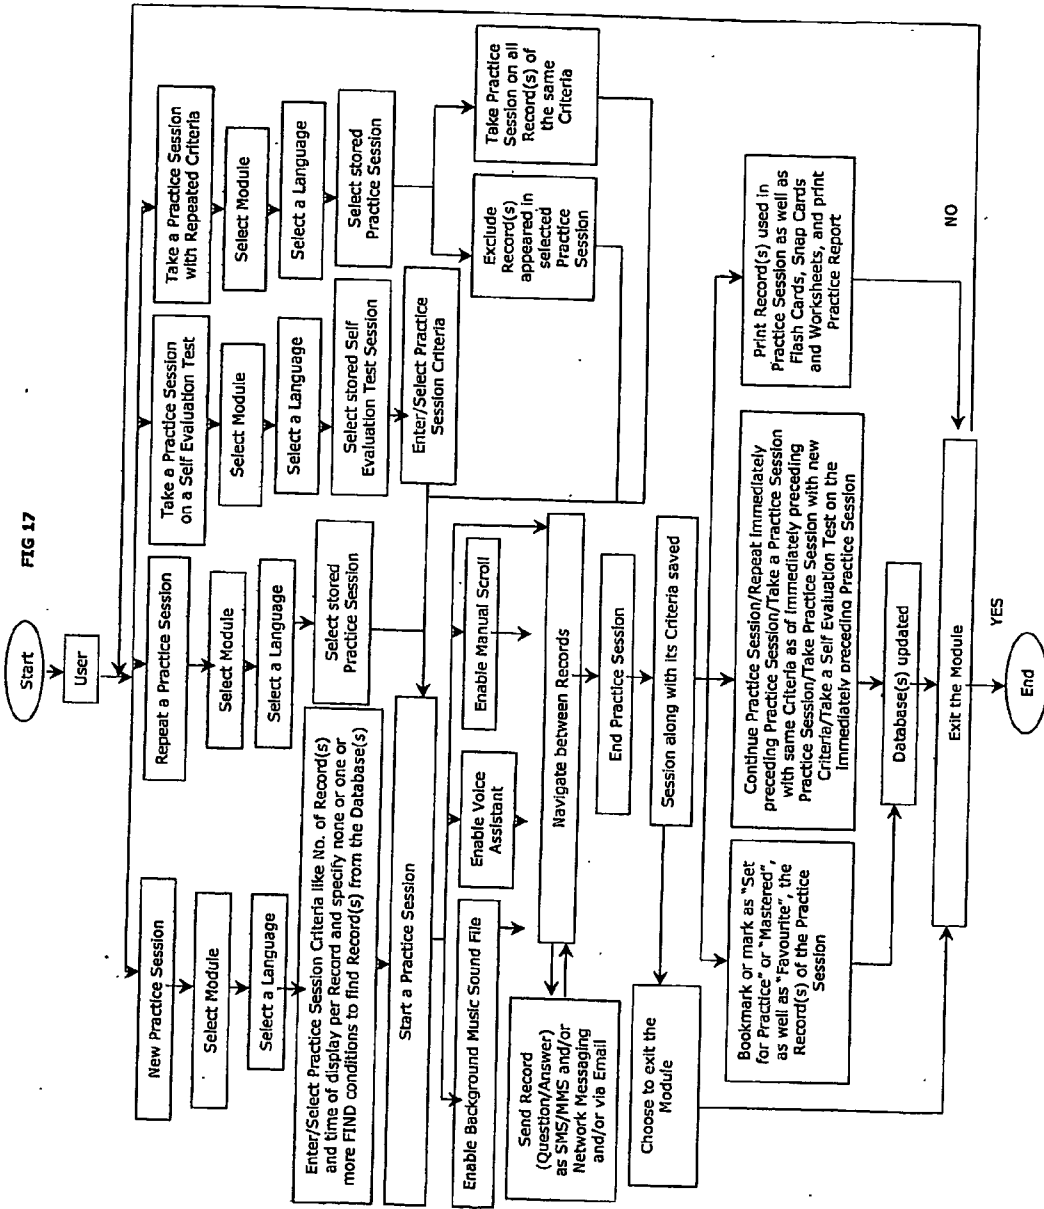 FIG 17
Start
User
New Practice Session
Select Module
Select a Language
Enter/Select Practice Session Criteria like No. of Record(s)
and time of display per Record and specify none or one or
more FIND conditions to find Record(s) from the Database(s)
Repeat a Practice Session
Select Module
Select a Language
Select stored
Practice Session
Take a Practice Session
on a Self Evaluation Test
Select Module
Select a Language
Select stored Self
Evaluation Test Session
Enter/Select Practice
Session Criteria
Take a Practice Session
with Repeated Criteria
Select Module
Select a Language
Select stored
Practice Session
Exclude
Record(s)
appeared in
selected
Practice
Session
Take Practice
Session on all
Record(s) of
the same
Criteria
Start a Practice Session
Enable Background Music Sound File
Enable Voice
Assistant
Enable Manual Scroll
Send Record
(Question/Answer)
as SMS/MMS and/or
Network Messaging
and/or via Email
Navigate between Records
End Practice Session
Choose to exit the
Module
Session along with its Criteria saved
Bookmark or mark as "Set
for Practice" or "Mastered",
as well as "Favourite", the
Record(s) of the Practice
Session
Continue Practice Session/Repeat Immediately
preceding Practice Session/Take a Practice Session
with same Criteria as of Immediately preceding
Practice Session/Take Practice Session with new
Criteria/Take a Self Evaluation Test on the
Immediately preceding Practice Session
Print Record(s) used in
Practice Session as well as
Flash Cards, Snap Cards
and Worksheets, and print
Practice Report
Database(s) updated
Exit the Module
NO
YES
End